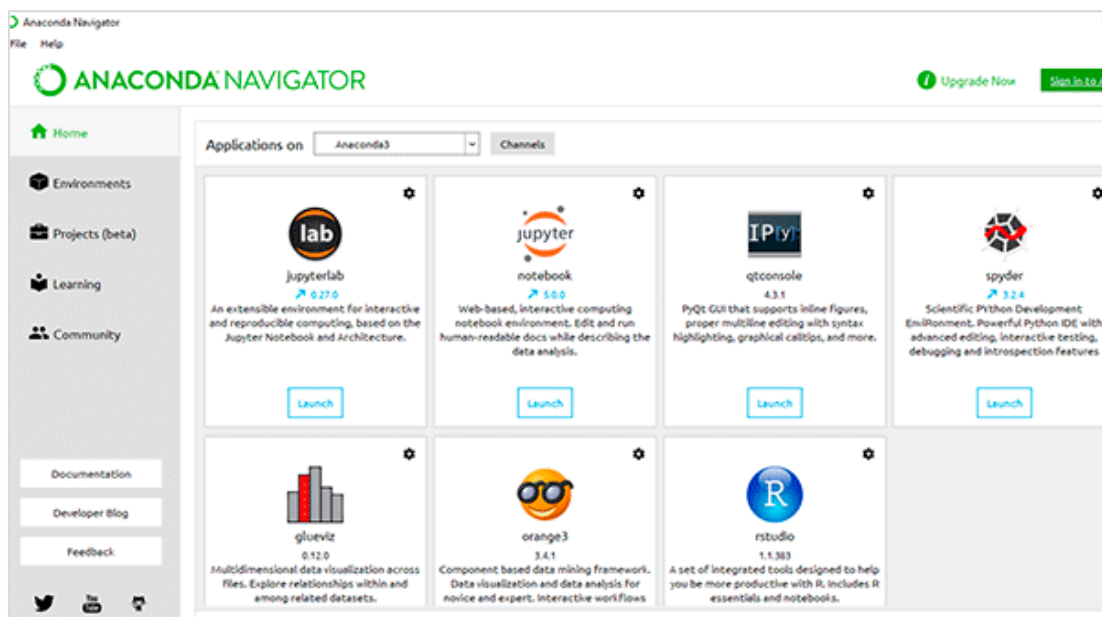 Anaconda Navigator
File Help
ANACONDA NAVIGATOR
Upgrade Now
Sign in to
Home
Environments
Projects (beta)
Learning
Community
Documentation
Developer Blog
Feedback
You
Tube
Applications on Anaconda3 Channels
lab
jupyterlab
0.27.0
An extensible environment for interactive
and reproducible computing, based on the
Jupyter Notebook and Architecture.
Launch
jupyter
notebook
5.0.0
Web-based, interactive computing
notebook environment. Edit and run
human-readable docs while describing the
data analysis.
Launch
IP[y]
qtconsole
4.3.1
PyQt GUI that supports inline figures,
proper multiline editing with syntax
highlighting, graphical calltips, and more.
Launch
spyder
3.2.4
Scientific PYthon Development
EnviRonment. Powerful Python IDE with
advanced editing, interactive testing,
debugging and introspection features
Launch
glueviz
0.12.0
Multidimensional data visualization across
files. Explore relationships within and
among related datasets.
orange3
3.4.1
Component based data mining framework.
Data visualization and data analysis for
novice and expert. Interactive workflows
R
rstudio
1.1.383
A set of integrated tools designed to help
you be more productive with R. Includes R
essentials and notebooks.